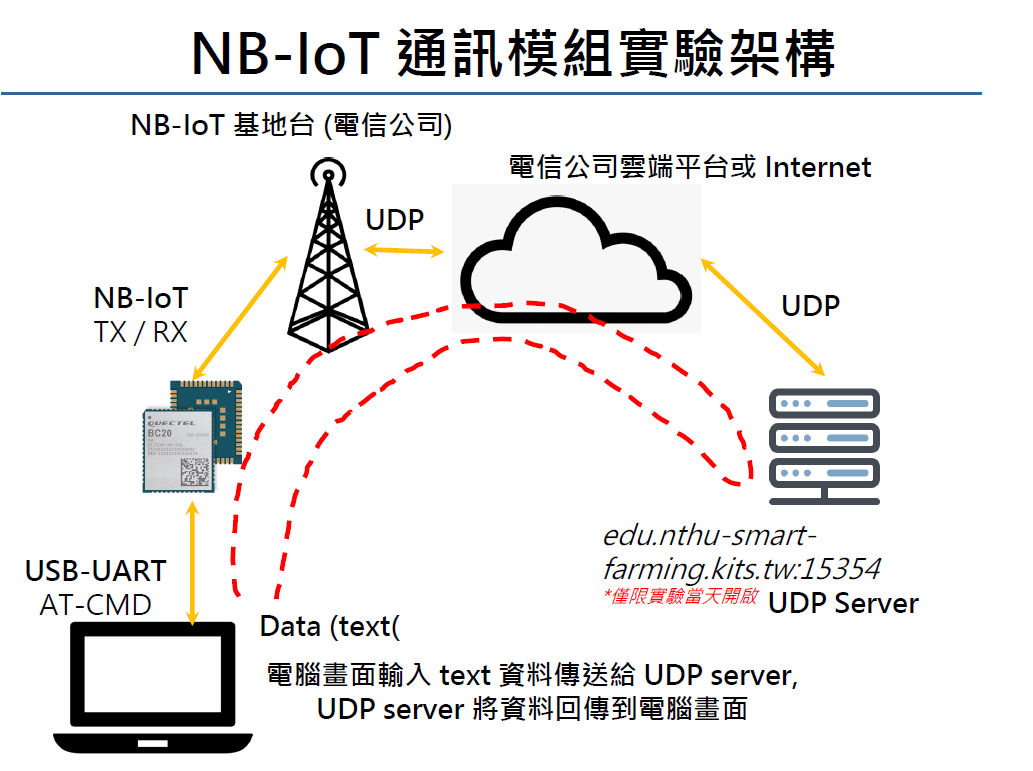 NB-IoT 通訊模組實驗架構
NB-IoT 基地台 (電信公司)
電信公司雲端平台或 Internet
UDP
NB-IoT
TX / RX
UDP
QUECTEL
BC20
edu.nthu-smart-
farming.kits.tw:15354
*僅限實驗當天開啟
UDP Server
USB-UART
AT-CMD
Data (text(
電腦畫面輸入 text 資料傳送給 UDP server,
UDP server 將資料回傳到電腦畫面